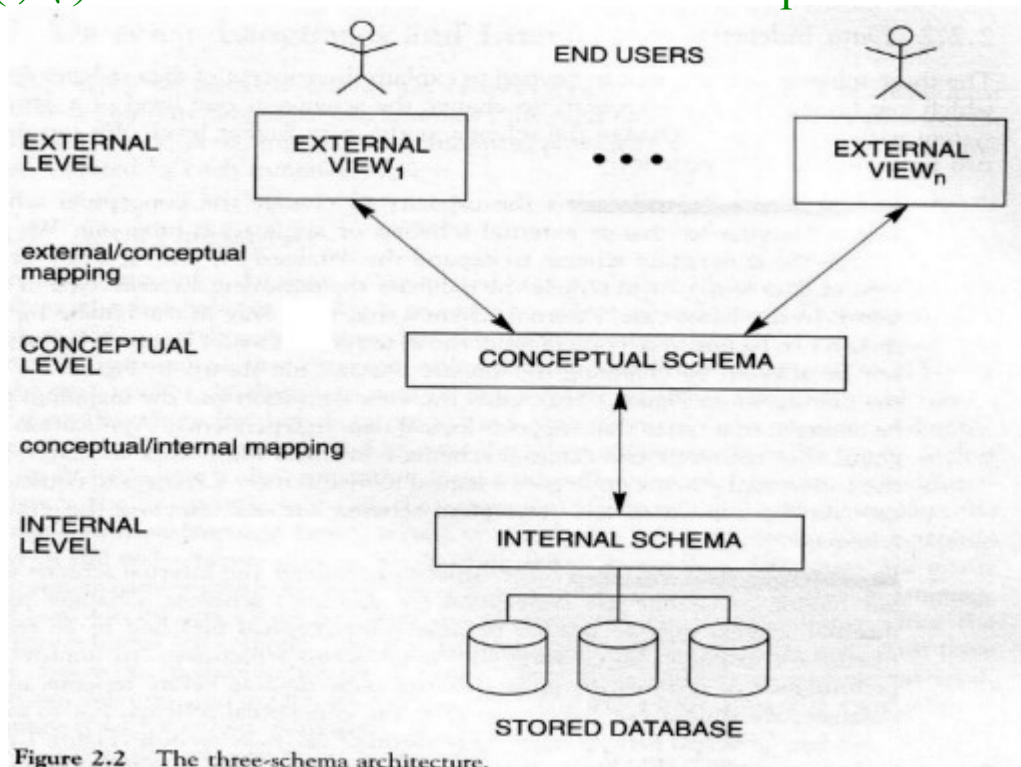 END USERS
EXTERNAL
LEVEL
EXTERNAL
VIEW1
EXTERNAL
VIEWn
external/conceptual
mapping
CONCEPTUAL
LEVEL
CONCEPTUAL SCHEMA
conceptual/internal mapping
INTERNAL
LEVEL
INTERNAL SCHEMA
STORED DATABASE
Figure 2.2 The three-schema architecture.